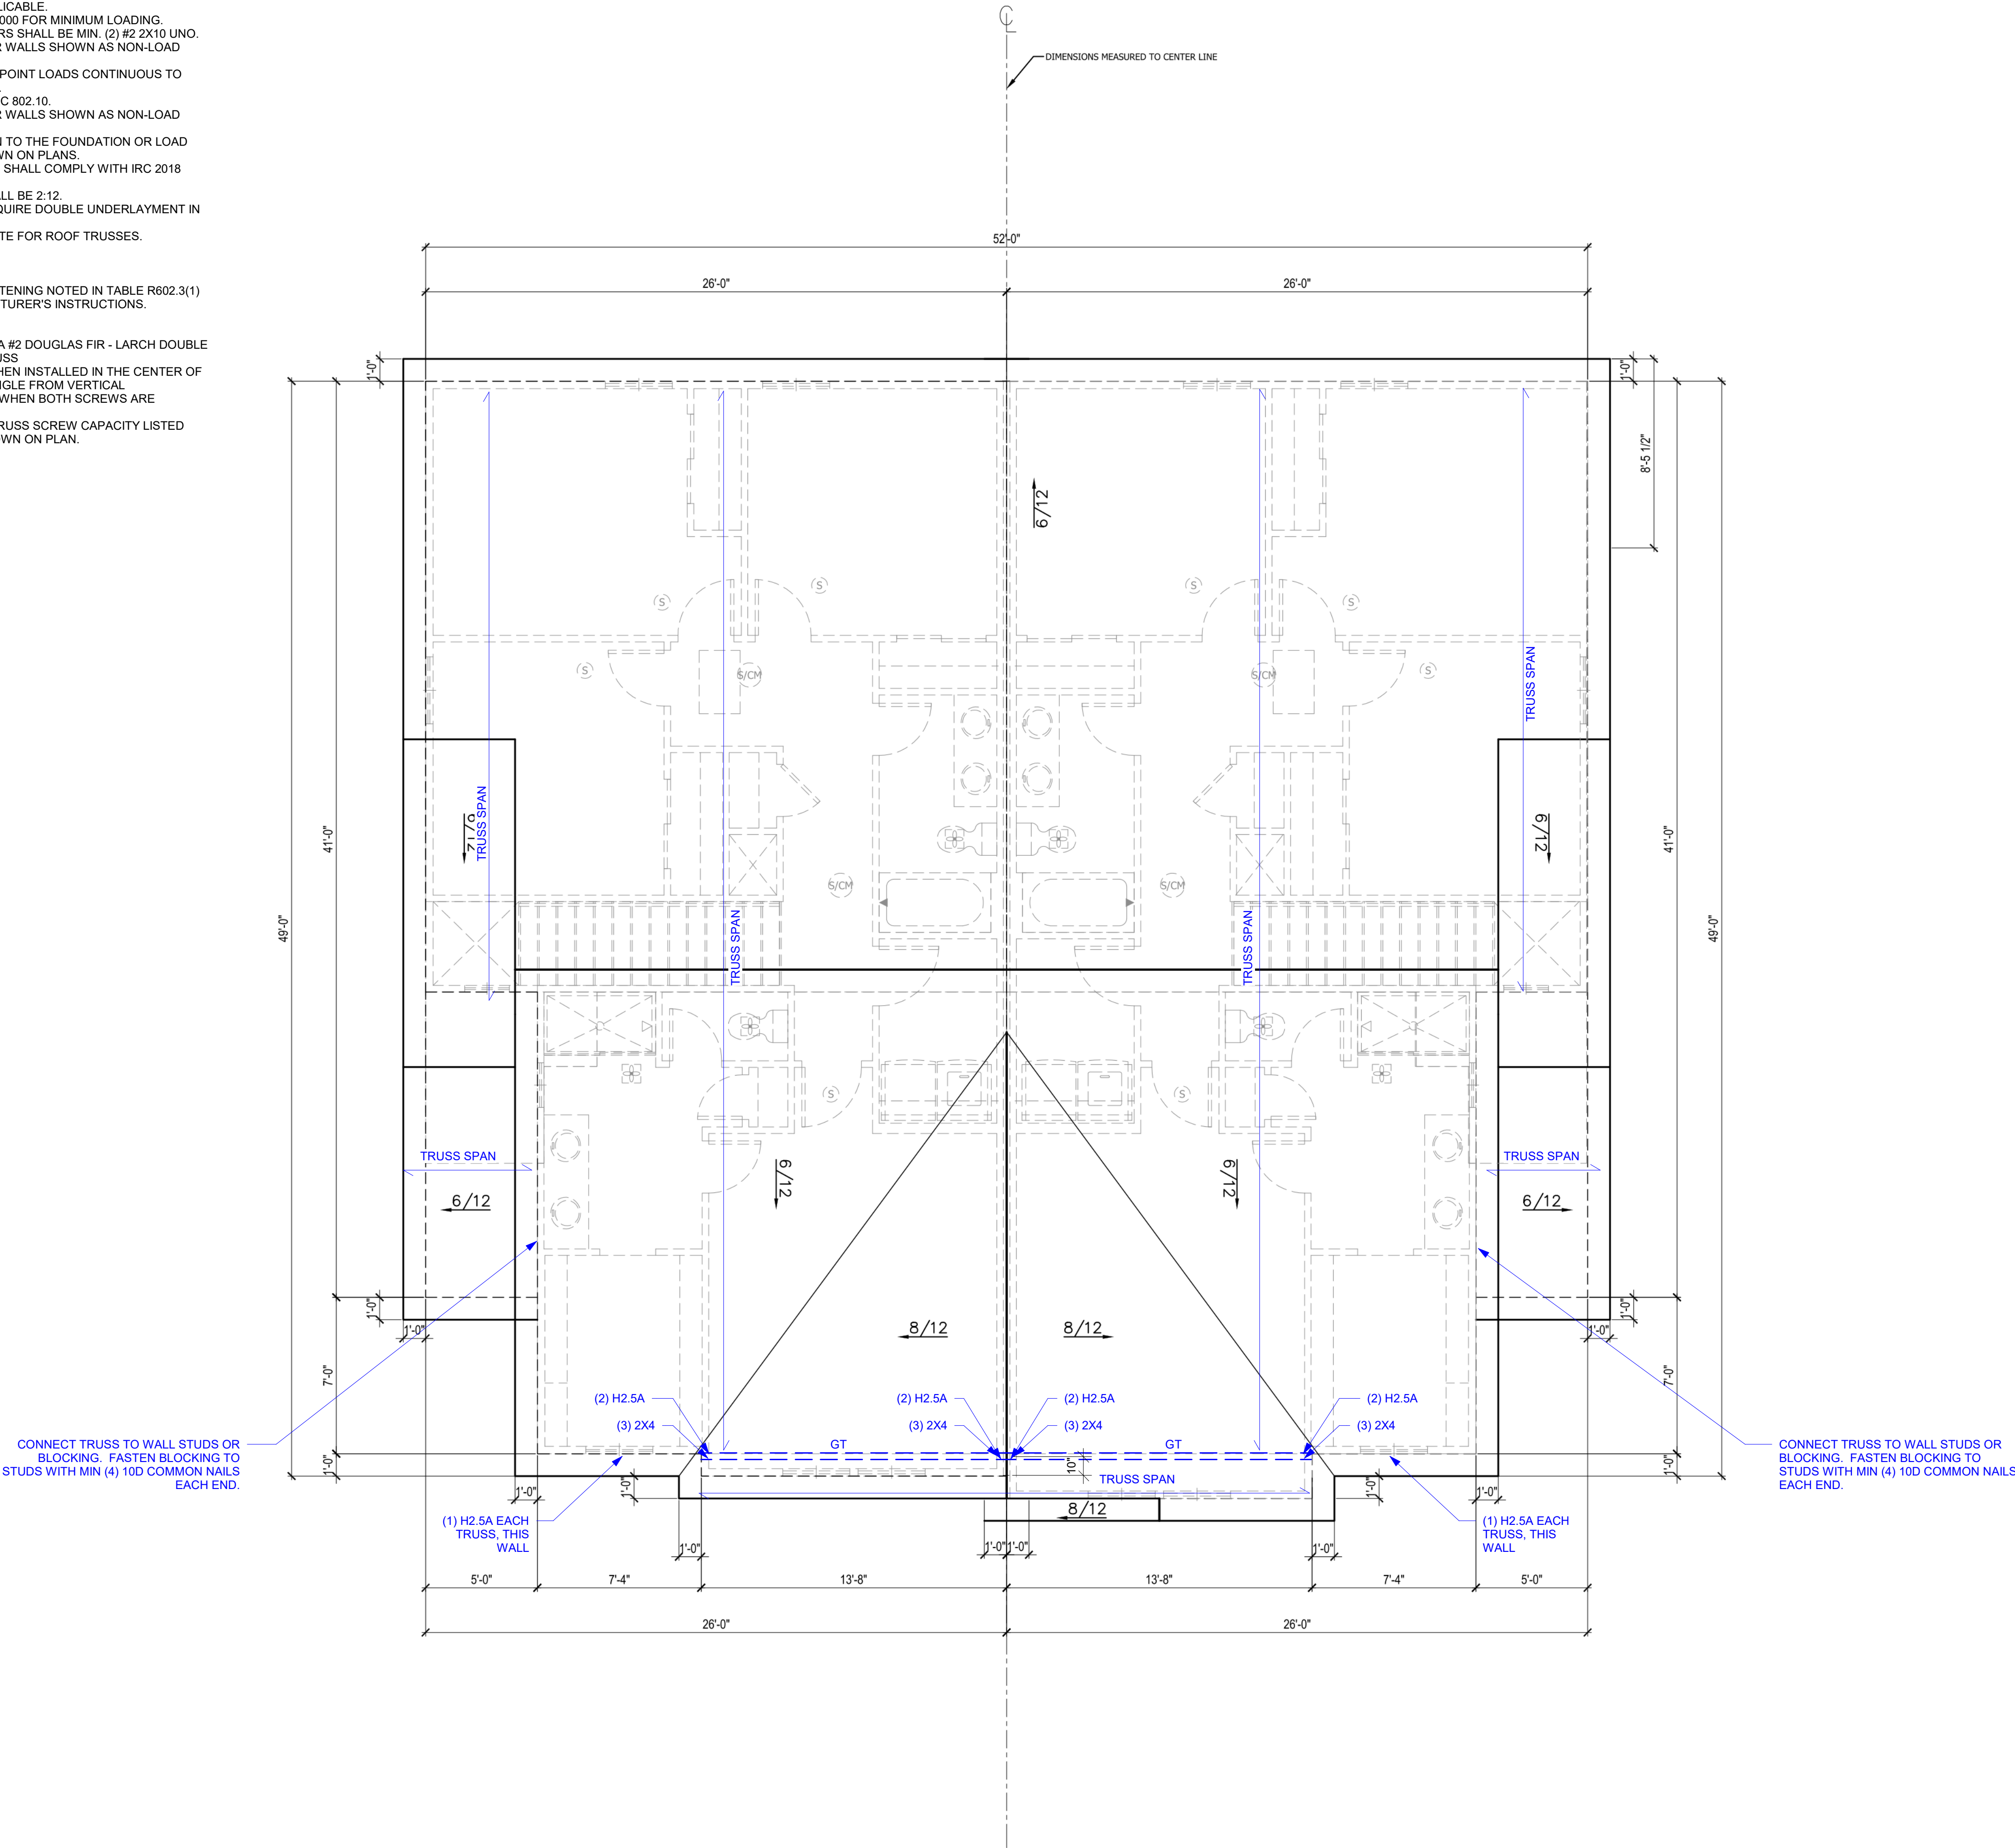 LICABLE.
000 FOR MINIMUM LOADING.
RS SHALL BE MIN. (2) #2 2X10 UNO.
R WALLS SHOWN AS NON-LOAD
POINT LOADS CONTINUOUS TO
C 802.10.
R WALLS SHOWN AS NON-LOAD
N TO THE FOUNDATION OR LOAD
WN ON PLANS.
SHALL COMPLY WITH IRC 2018
ALL BE 2:12.
QUIRE DOUBLE UNDERLAYMENT IN
TE FOR ROOF TRUSSES.
TENING NOTED IN TABLE R602.3(1)
TURER'S INSTRUCTIONS.
A #2 DOUGLAS FIR - LARCH DOUBLE
USS
HEN INSTALLED IN THE CENTER OF
NGLE FROM VERTICAL
WHEN BOTH SCREWS ARE
RUSS SCREW CAPACITY LISTED
OWN ON PLAN.
CL
DIMENSIONS MEASURED TO CENTER LINE
52'-0"
26'-0"
26'-0"
1'-0"
1'-0"
8'-5 1/2"
6/12
S
S
S
S
S
S/CM
S/CM
S
TRUSS SPAN
TRUSS SPAN
6/12
6/12
41'-0"
41'-0"
S/CM
S/CM
49'-0"
49'-0"
TRUSS SPAN
TRUSS SPAN
S
S
TRUSS SPAN
TRUSS SPAN
6/12
6/12
6/12
6/12
1'-0"
1'-0"
1'-0"
1'-0"
8/12
8/12
7'-0"
7'-0"
(2) H2.5A
(2) H2.5A
(2) H2.5A
(2) H2.5A
(3) 2X4
(3) 2X4
(3) 2X4
(3) 2X4
GT
GT
CONNECT TRUSS TO WALL STUDS OR
BLOCKING. FASTEN BLOCKING TO
STUDS WITH MIN (4) 10D COMMON NAILS
EACH END.
CONNECT TRUSS TO WALL STUDS OR
BLOCKING. FASTEN BLOCKING TO
STUDS WITH MIN (4) 10D COMMON NAILS
EACH END.
1'-0"
10"
1'-0"
TRUSS SPAN
1'-0"
1'-0"
1'-0"
1'-0"
8/12
(1) H2.5A EACH
TRUSS, THIS
WALL
(1) H2.5A EACH
TRUSS, THIS
WALL
1'-0"
1'-0"
1'-0"
1'-0"
5'-0"
7'-4"
13'-8"
13'-8"
7'-4"
5'-0"
26'-0"
26'-0"